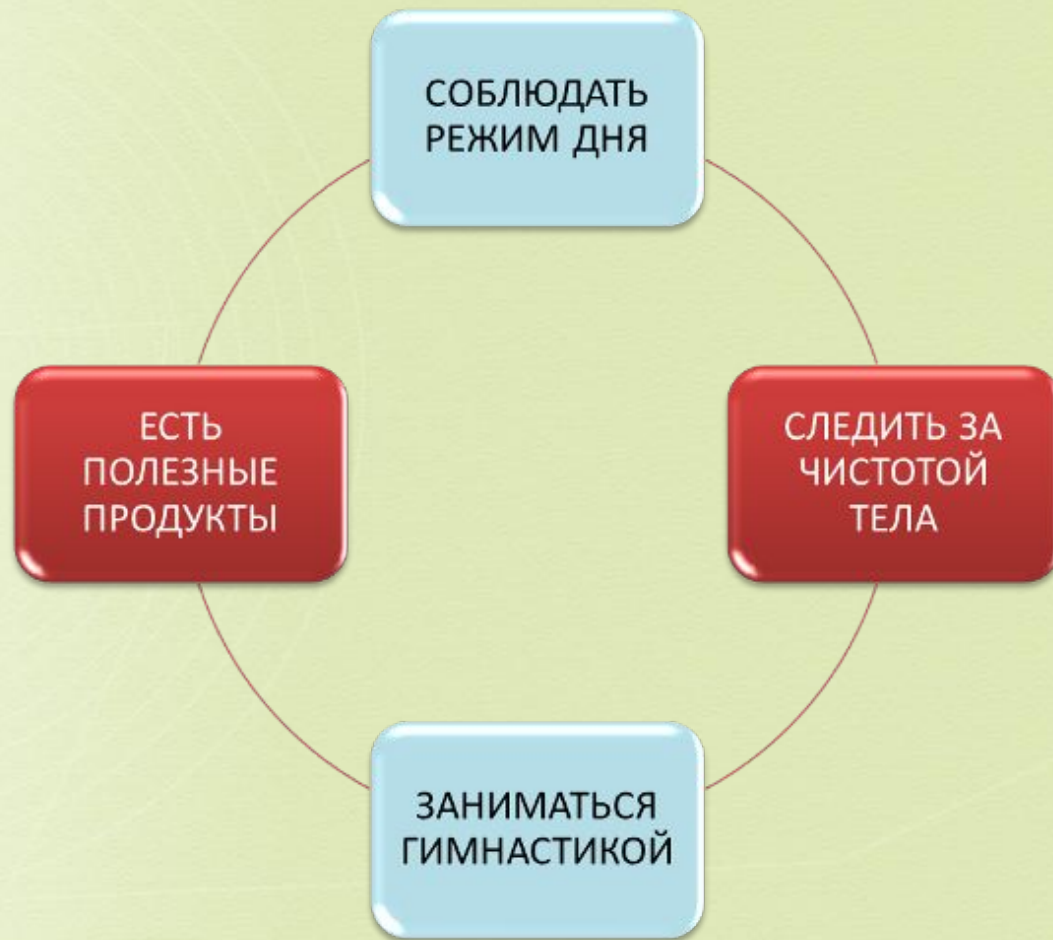 СОБЛЮДАТЬ
РЕЖИМ ДНЯ
ЕСТЬ
ПОЛЕЗНЫЕ
ПРОДУКТЫ
СЛЕДИТЬ ЗА
ЧИСТОТОЙ
ТЕЛА
ЗАНИМАТЬСЯ
ГИМНАСТИКОЙ